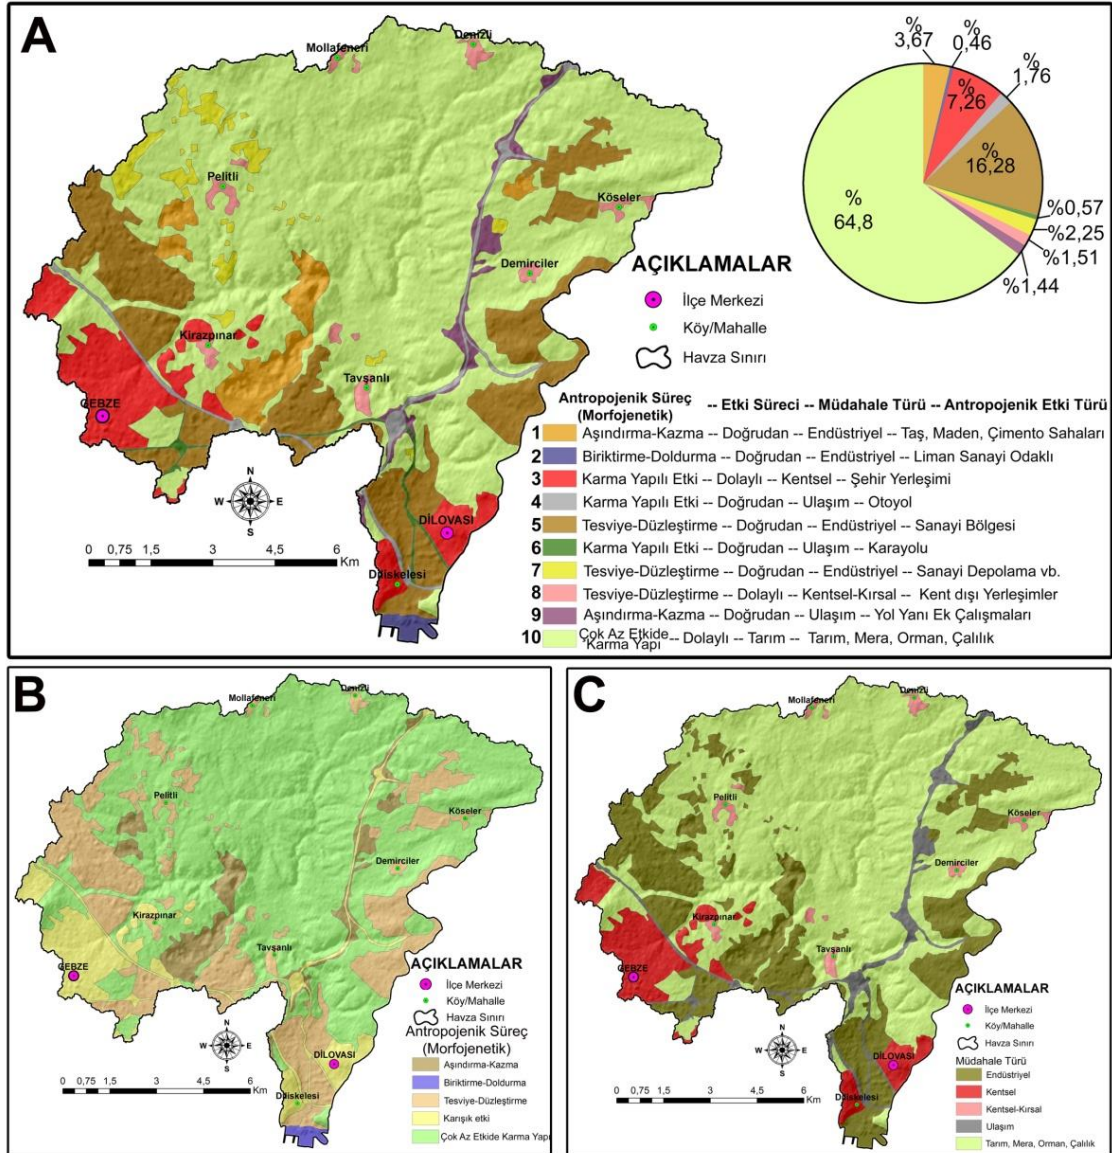 A
Mollafeneri
Denizli
Pelitli
Köseler
Demirciler
Kirazpınar
Tavşanlı
GEBZE
DİLOVASI
Diliskelesi
N
W E
S
0 0,75 1,5 3 4,5 6
Km
%
3,67
%
0,46
%
1,76
%
7,26
%
16,28
%0,57
%2,25
%1,51
%1,44
%
64,8
AÇIKLAMALAR
İlçe Merkezi
Köy/Mahalle
Havza Sınırı
Antropojenik Süreç
(Morfojenetik) -- Etki Süreci -- Müdahale Türü -- Antropojenik Etki Türü
1 Aşındırma-Kazma -- Doğrudan -- Endüstriyel -- Taş, Maden, Çimento Sahaları
2 Biriktirme-Doldurma -- Doğrudan -- Endüstriyel -- Liman Sanayi Odaklı
3 Karma Yapılı Etki -- Dolaylı -- Kentsel -- Şehir Yerleşimi
4 Karma Yapılı Etki -- Doğrudan -- Ulaşım -- Otoyol
5 Tesviye-Düzleştirme -- Doğrudan -- Endüstriyel -- Sanayi Bölgesi
6 Karma Yapılı Etki -- Doğrudan -- Ulaşım -- Karayolu
7 Tesviye-Düzleştirme -- Doğrudan -- Endüstriyel -- Sanayi Depolama vb.
8 Tesviye-Düzleştirme -- Dolaylı -- Kentsel-Kırsal -- Kent dışı Yerleşimler
9 Aşındırma-Kazma -- Doğrudan -- Ulaşım -- Yol Yanı Ek Çalışmaları
10 Çok Az Etkide
Karma Yapı -- Dolaylı -- Tarım -- Tarım, Mera, Orman, Çalılık
B
Mollafeneri
Denizli
Pelitli
Köseler
Demirciler
Kirazpınar
Tavşanlı
GEBZE
DİLOVASI
Diliskelesi
N
W E
S
0 0,75 1,5 3 4,5 6
Km
AÇIKLAMALAR
İlçe Merkezi
Köy/Mahalle
Havza Sınırı
Antropojenik Süreç
(Morfojenetik)
Aşındırma-Kazma
Biriktirme-Doldurma
Tesviye-Düzleştirme
Karışık etki
Çok Az Etkide Karma Yapı
C
Mollafeneri
Denizli
Pelitli
Köseler
Demirciler
Kirazpınar
Tavşanlı
GEBZE
DİLOVASI
Diliskelesi
N
W E
S
0 0,75 1,5 3 4,5 6
Km
AÇIKLAMALAR
İlçe Merkezi
Köy/Mahalle
Havza Sınırı
Müdahale Türü
Endüstriyel
Kentsel
Kentsel-Kırsal
Ulaşım
Tarım, Mera, Orman, Çalılık